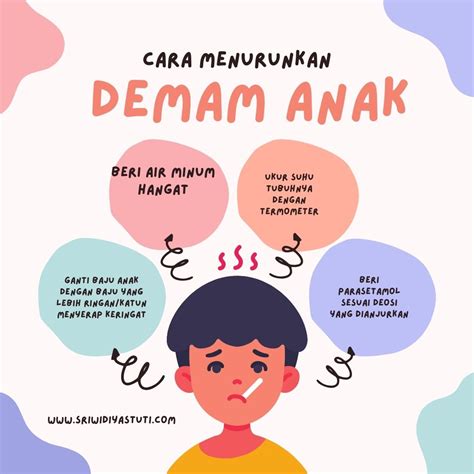 CARA MENURUNKAN
DEMAM ANAK
BERI AIR MINUM
HANGAT
UKUR SUHU
TUBUHNYA
DENGAN
TERMOMETER
GANTI BAJU ANAK
DENGAN BAJU YANG
LEBIH RINGAN/KATUN
MENYERAP KERINGAT
BERI
PARASETAMOL
SESUAI DEOSI
YANG DIANJURKAN
WWW.SRIWIDIYASTUTI.COM